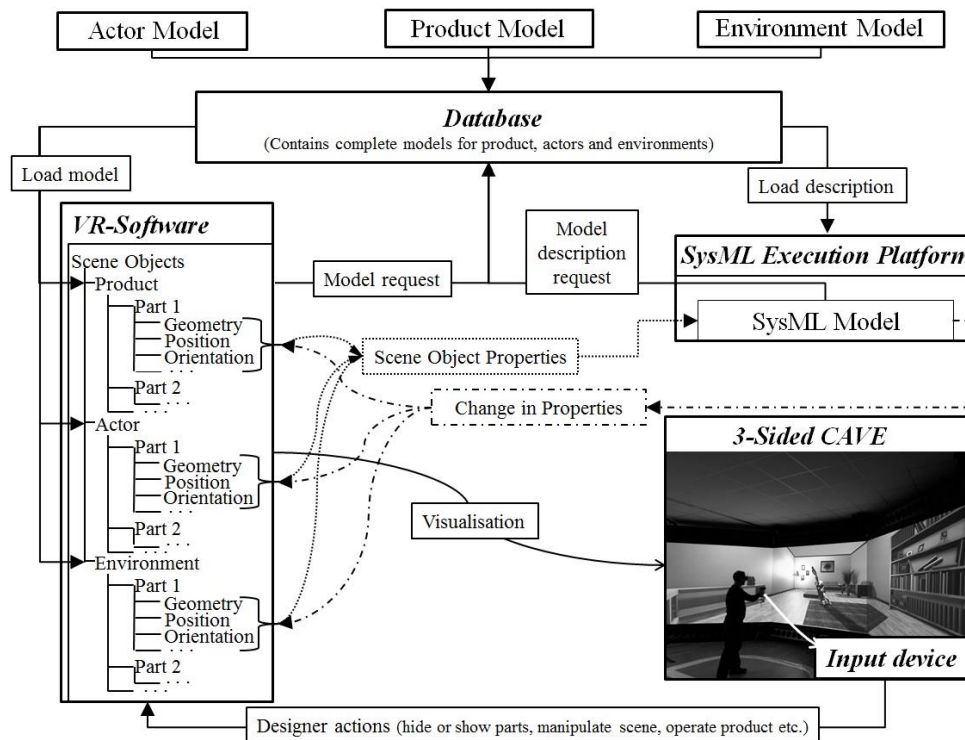 Actor Model
Product Model
Environment Model
Database
(Contains complete models for product, actors and environments)
Load model
Load description
VR-Software
Scene Objects
Product
Part 1
Geometry
Position
Orientation
. . . .
Part 2
. . . .
Actor
Part 1
Geometry
Position
Orientation
. . . .
Part 2
. . . .
Environment
Part 1
Geometry
Position
Orientation
. . . .
Part 2
. . . .
Model request
Model
description
request
SysML Execution Platform
SysML Model
Scene Object Properties
Change in Properties
Visualisation
3-Sided CAVE
Input device
Designer actions (hide or show parts, manipulate scene, operate product etc.)